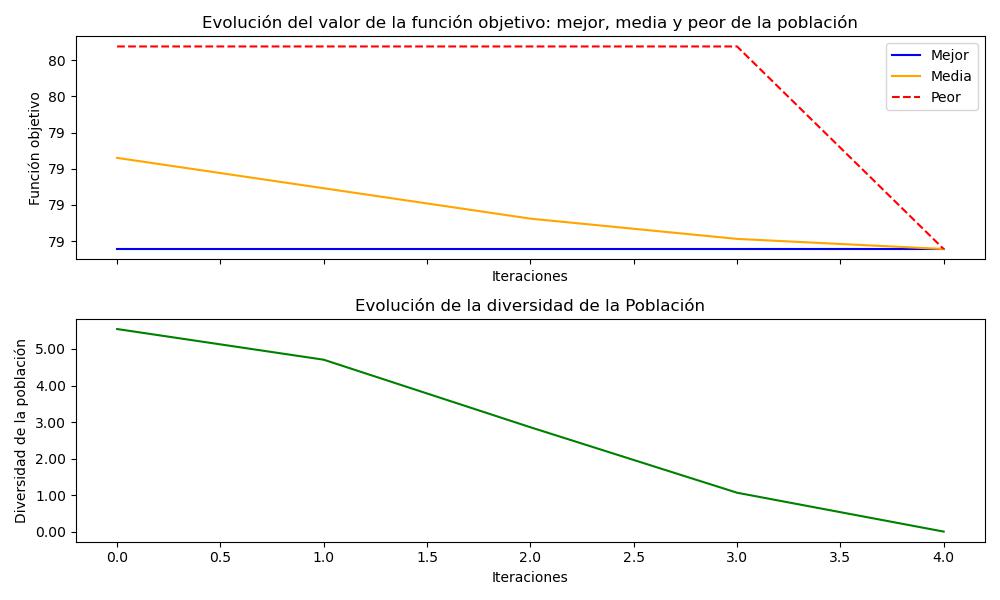 Evolución del valor de la función objetivo: mejor, media y peor de la población
80
80
79
79
79
79
Función objetivo
Mejor
Media
Peor
Iteraciones
Evolución de la diversidad de la Población
5.00
4.00
3.00
2.00
1.00
0.00
Diversidad de la población
0.0 0.5 1.0 1.5 2.0 2.5 3.0 3.5 4.0
Iteraciones